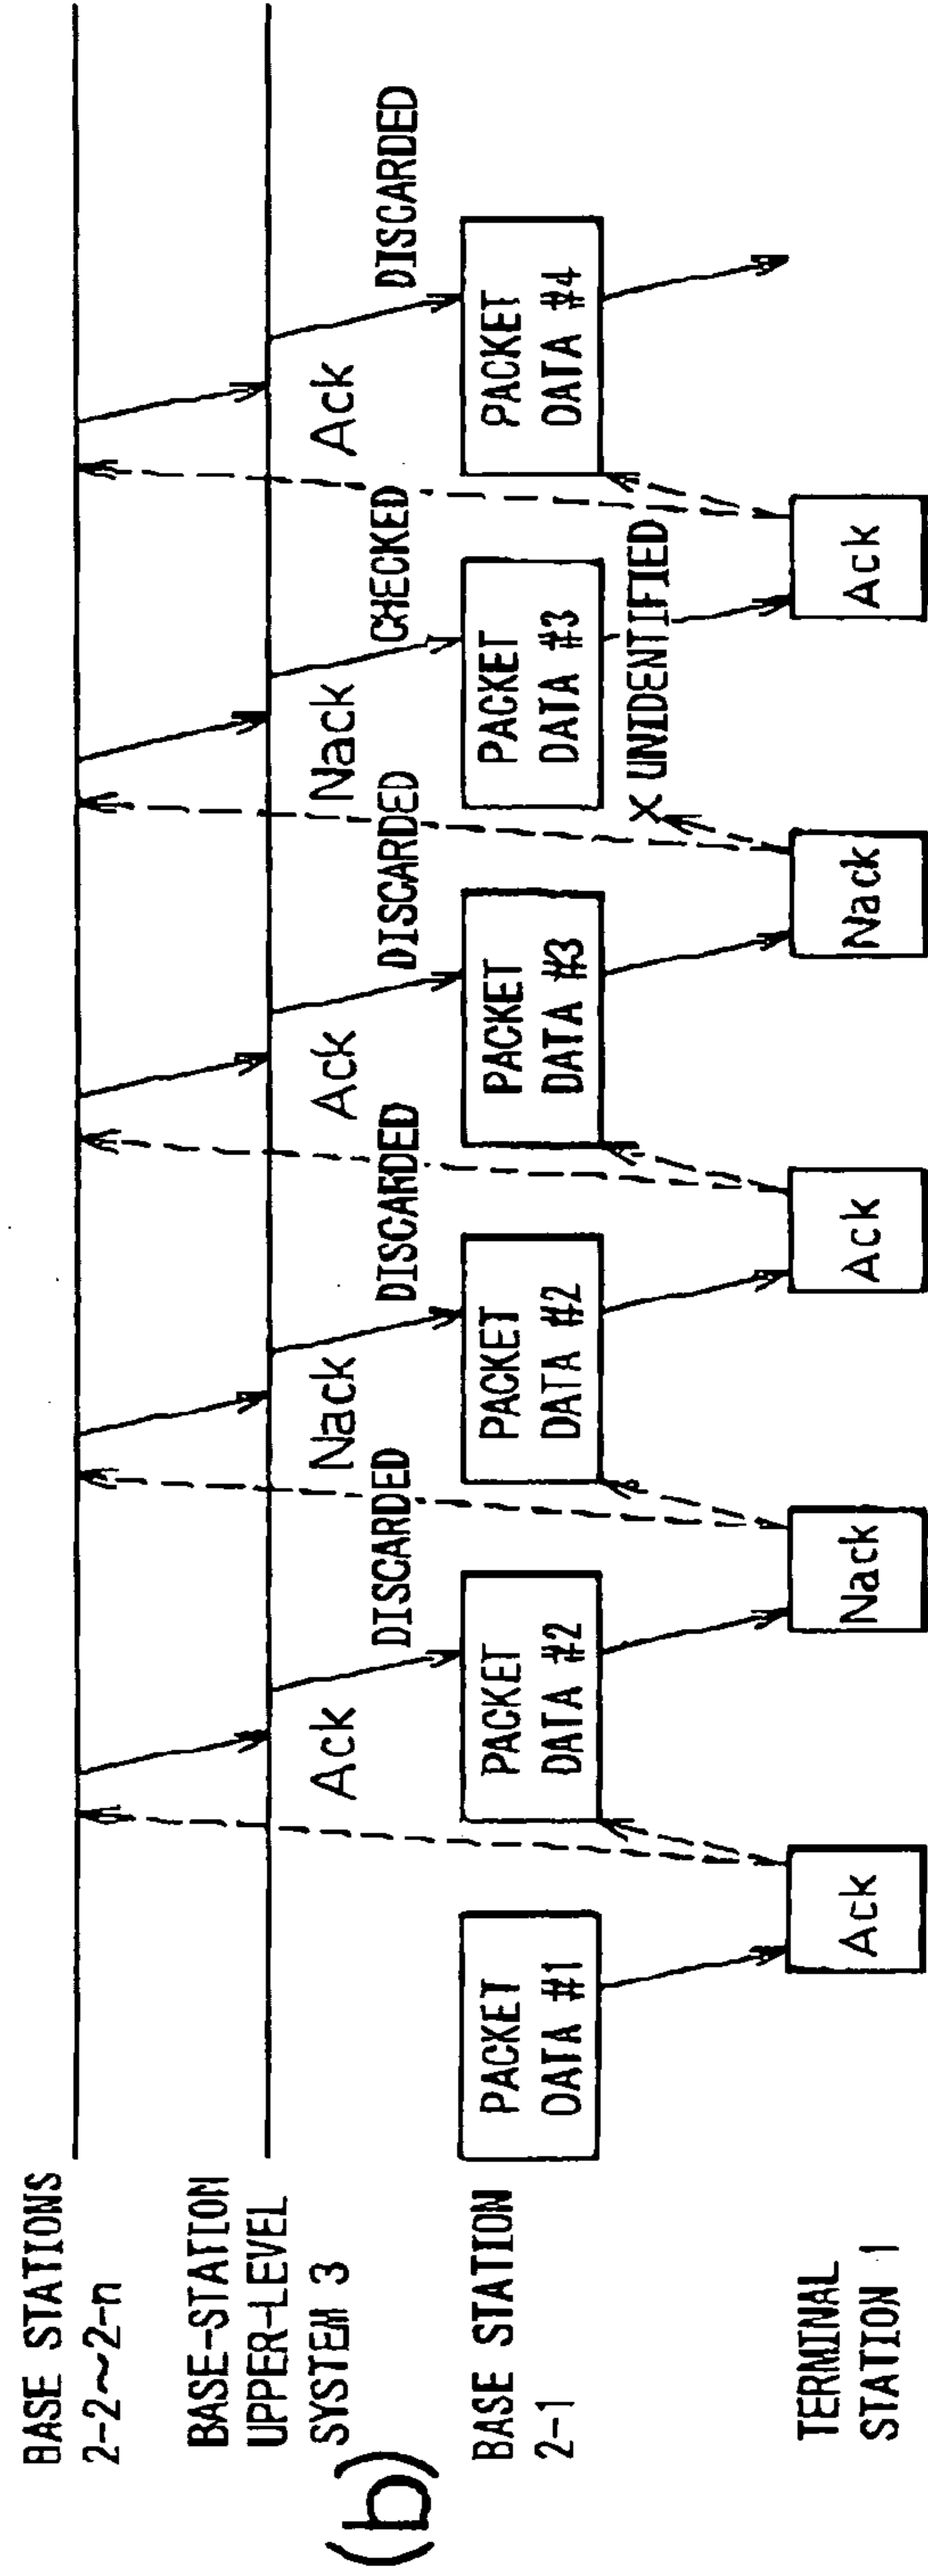 (b)
BASE STATIONS
2-2~2-n
BASE-STATION
UPPER-LEVEL
SYSTEM 3
BASE STATION
2-1
TERMINAL
STATION 1
Ack
Nack
Ack
Nack
Ack
DISCARDED
DISCARDED
DISCARDED
CHECKED
DISCARDED
PACKET
DATA #1
PACKET
DATA #2
PACKET
DATA #2
PACKET
DATA #3
PACKET
DATA #3
PACKET
DATA #4
X UNIDENTIFIED
Ack
Nack
Ack
Nack
Ack